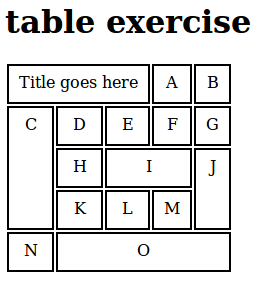 table exercise
Title goes here A B
C D E F G
H I J
K L M
N O